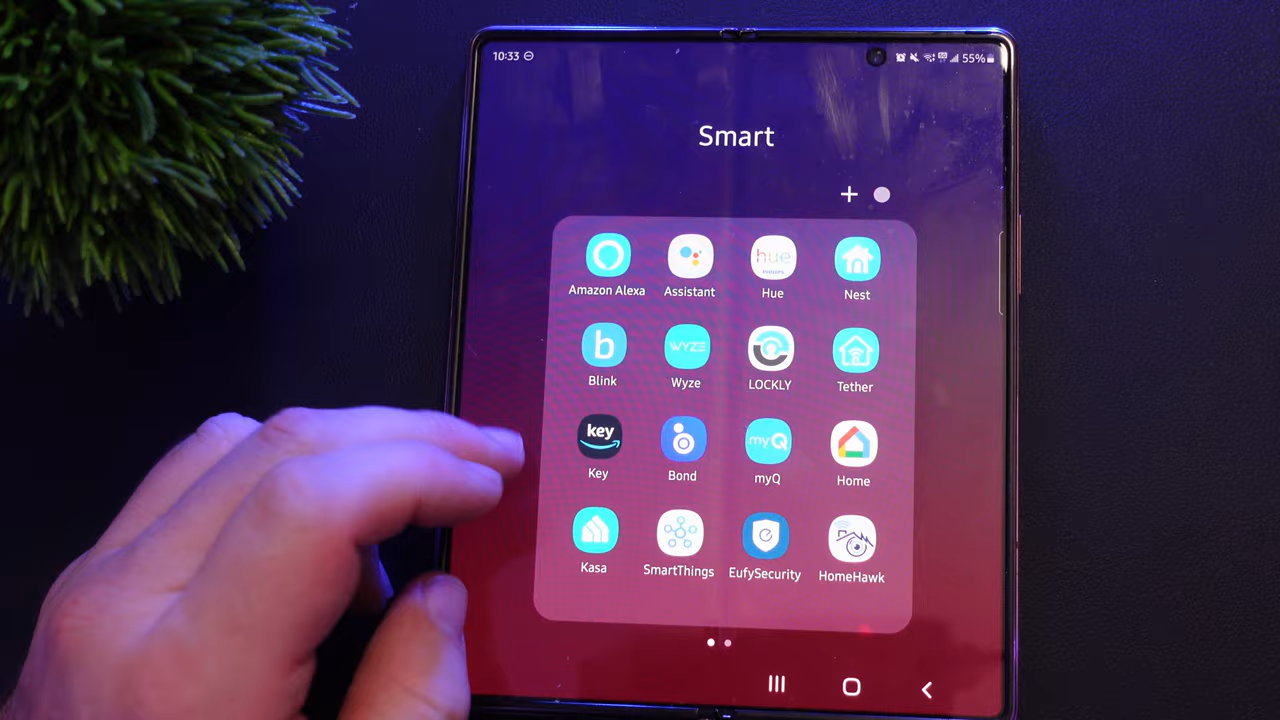 10:33
55%
Smart
+
hue
PHILIPS
Amazon Alexa
Assistant
Hue
Nest
b
WYZE
Blink
Wyze
LOCKLY
Tether
key
myQ
Key
Bond
myQ
Home
Kasa
SmartThings
EufySecurity
HomeHawk